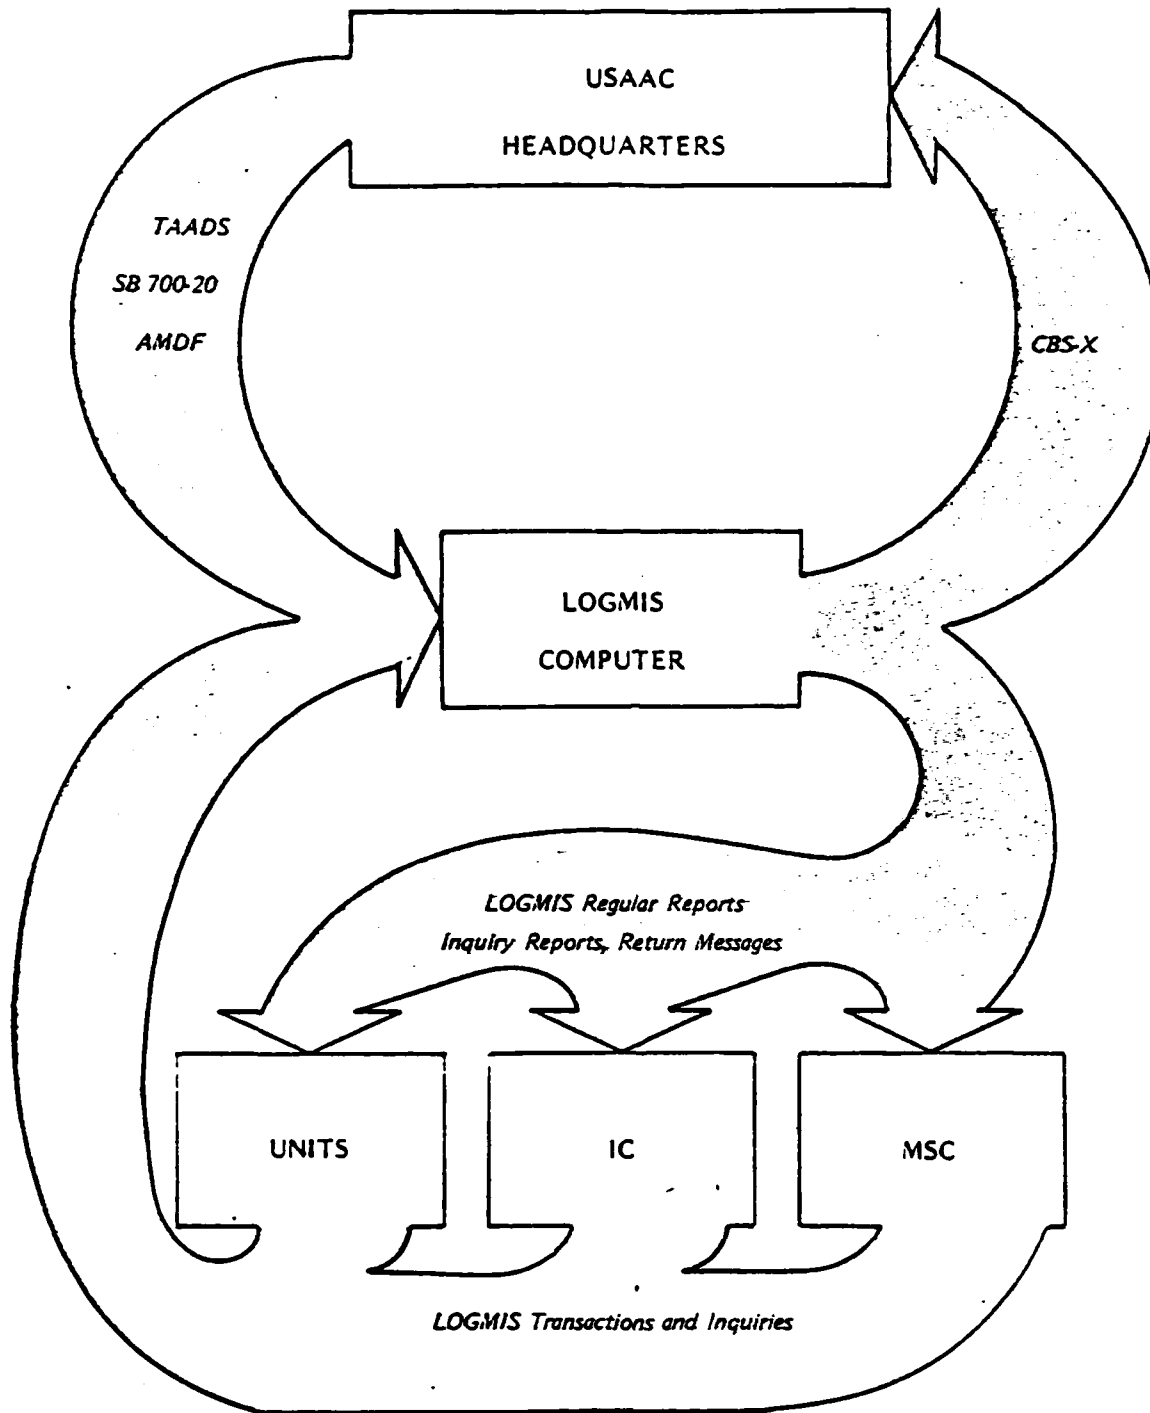 USAAC
HEADQUARTERS
TAADS
SB 700-20
AMDF
CBS-X
LOGMIS
COMPUTER
LOGMIS Regular Reports
Inquiry Reports, Return Messages
UNITS
IC
MSC
LOGMIS Transactions and Inquiries